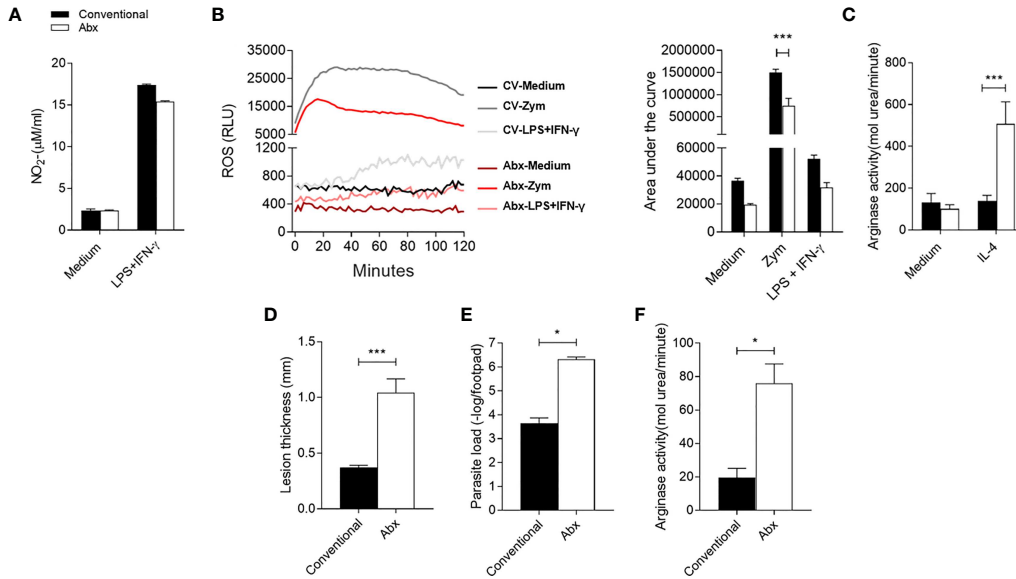 A
Conventional
Abx
NO2-(µM/ml)
20
15
10
5
0
Medium
LPS+IFN-γ
B
ROS (RLU)
35000
25000
15000
5000
1200
800
400
0
0 20 40 60 80 100 120
Minutes
CV-Medium
CV-Zym
CV-LPS+IFN-γ
Abx-Medium
Abx-Zym
Abx-LPS+IFN-γ
Area under the curve
2000000
1500000
1000000
500000
60000
40000
20000
0
***
Medium
Zym
LPS + IFN-γ
C
Arginase activity(mol urea/minute)
800
600
400
200
0
***
Medium
IL-4
D
Lesion thickness (mm)
1.5
1.0
0.5
0.0
***
Conventional
Abx
E
Parasite load (-log/footpad)
7
6
5
4
3
2
1
0
*
Conventional
Abx
F
Arginase activity(mol urea/minute)
100
80
60
40
20
0
*
Conventional
Abx